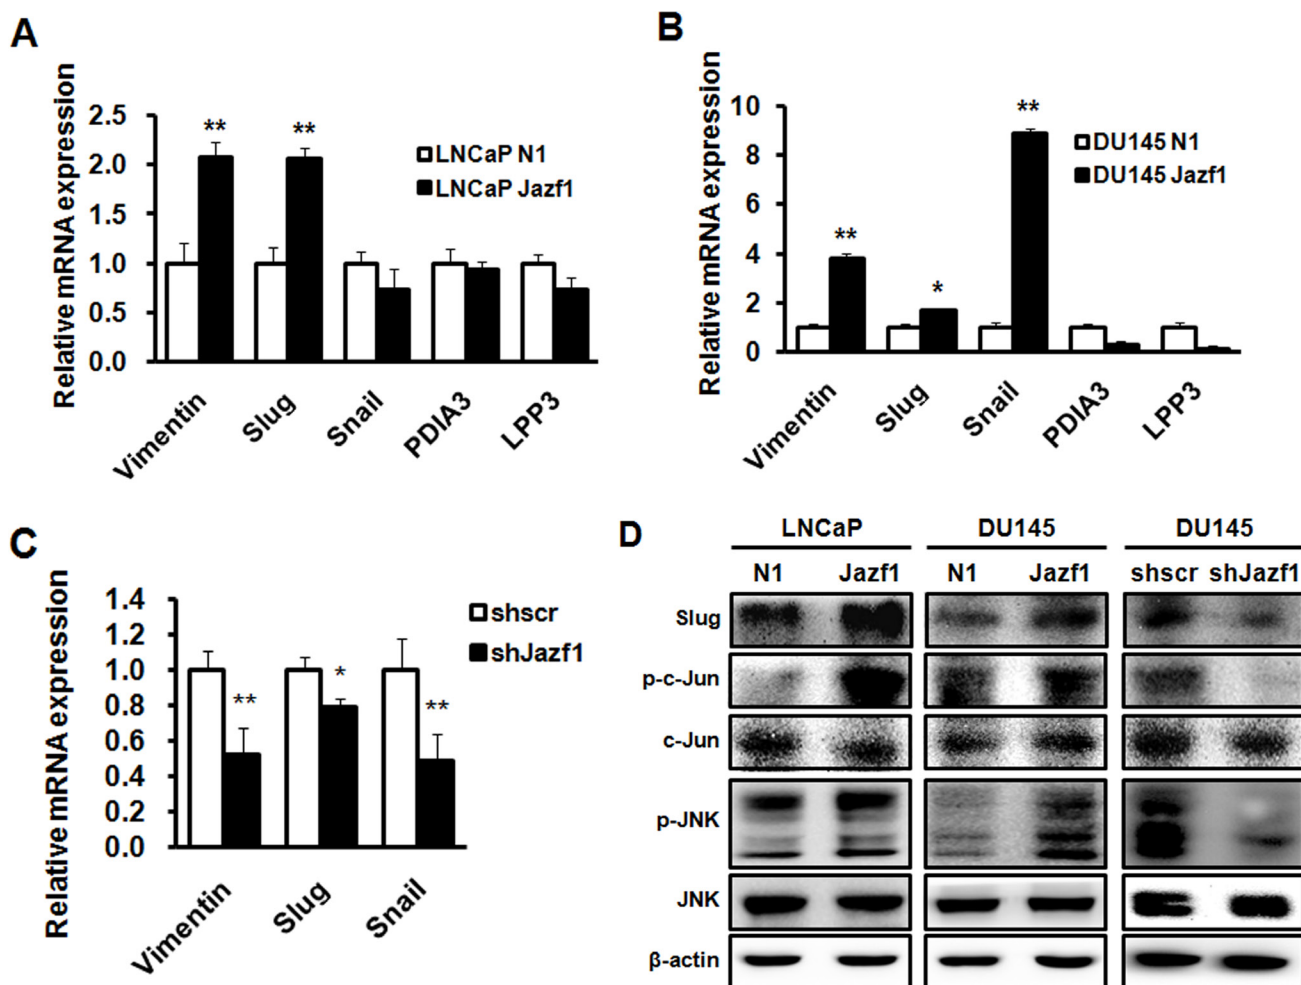 A
Relative mRNA expression
2.5
2.0
1.5
1.0
0.5
0.0
** **
LNCaP N1
LNCaP Jazf1
Vimentin
Slug
Snail
PDIA3
LPP3
B
Relative mRNA expression
10
8
6
4
2
0
** * **
DU145 N1
DU145 Jazf1
Vimentin
Slug
Snail
PDIA3
LPP3
C
Relative mRNA expression
1.4
1.2
1.0
0.8
0.6
0.4
0.2
0.0
** * **
shscr
shJazf1
Vimentin
Slug
Snail
D
LNCaP DU145 DU145
N1 Jazf1 N1 Jazf1 shscr shJazf1
Slug
p-c-Jun
c-Jun
p-JNK
JNK
β-actin